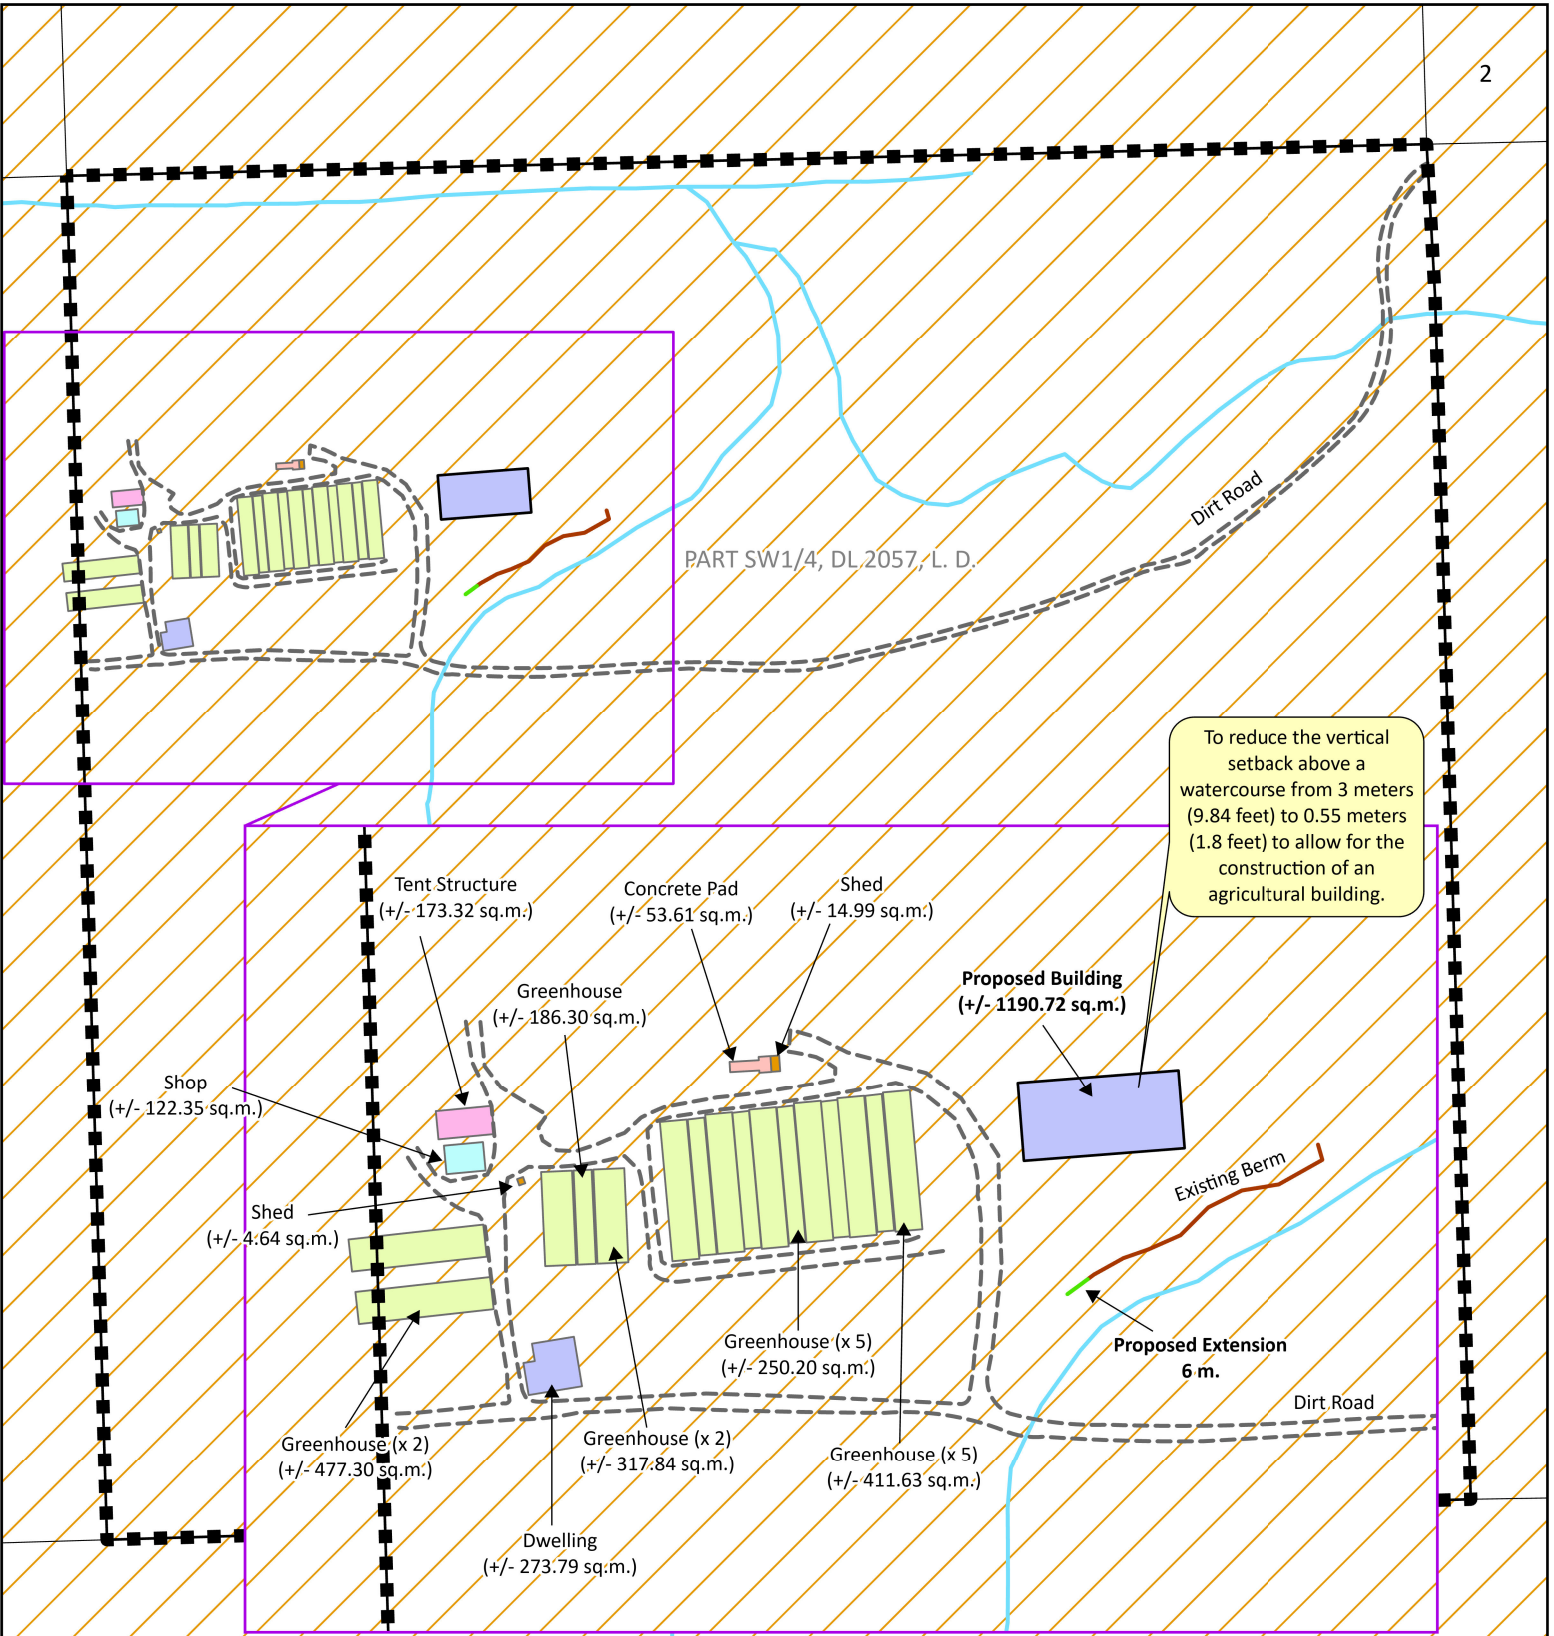 2
PART SW1/4, DL 2057, L. D.
Dirt Road
To reduce the vertical
setback above a
watercourse from 3 meters
(9.84 feet) to 0.55 meters
(1.8 feet) to allow for the
construction of an
agricultural building.
Tent Structure
(+/- 173.32 sq.m.)
Concrete Pad
(+/- 53.61 sq.m.)
Shed
(+/- 14.99 sq.m.)
Proposed Building
(+/- 1190.72 sq.m.)
Greenhouse
(+/- 186.30 sq.m.)
Shop
(+/- 122.35 sq.m.)
Existing Berm
Shed
(+/- 4.64 sq.m.)
Greenhouse (x 5)
(+/- 250.20 sq.m.)
Proposed Extension
6 m.
Dirt Road
Greenhouse (x 2)
(+/- 477.30 sq.m.)
Greenhouse (x 2)
(+/- 317.84 sq.m.)
Greenhouse (x 5)
(+/- 411.63 sq.m.)
Dwelling
(+/- 273.79 sq.m.)